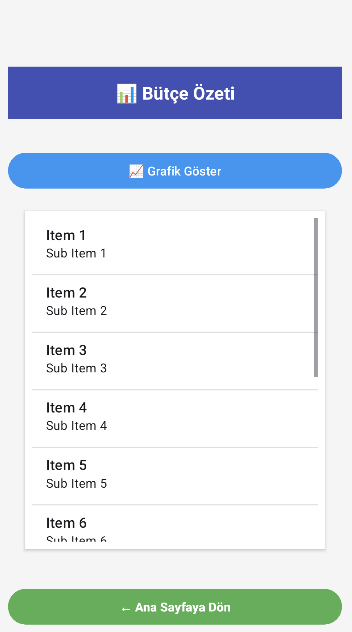 📊 Bütçe Özeti
📈 Grafik Göster
Item 1
Sub Item 1
Item 2
Sub Item 2
Item 3
Sub Item 3
Item 4
Sub Item 4
Item 5
Sub Item 5
Item 6
Sub Item 6
← Ana Sayfaya Dön